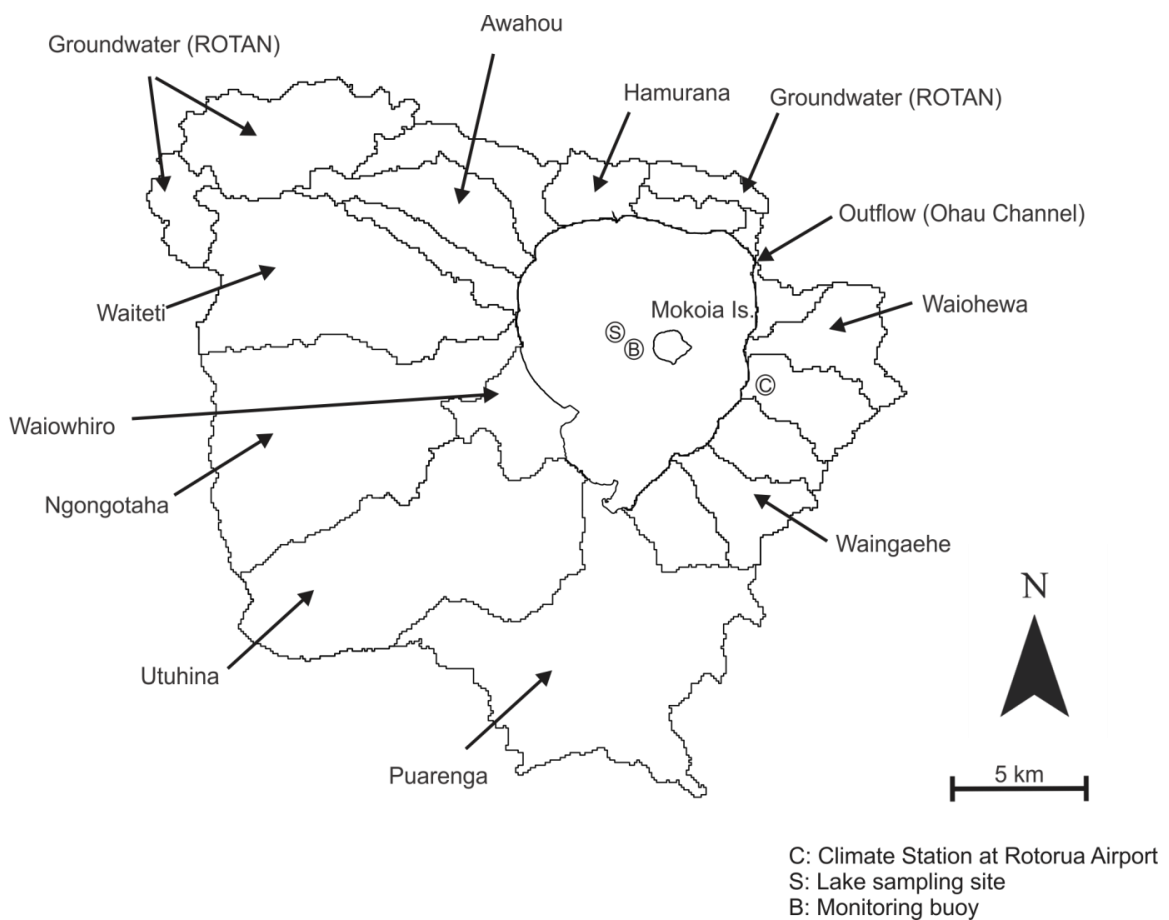 Awahou
Groundwater (ROTAN)
Hamurana
Groundwater (ROTAN)
Outflow (Ohau Channel)
Mokoia Is.
Waiohewa
Waiteti
S
B
C
Waiowhiro
Ngongotaha
Waingaehe
N
Utuhina
Puarenga
5 km
C: Climate Station at Rotorua Airport
S: Lake sampling site
B: Monitoring buoy